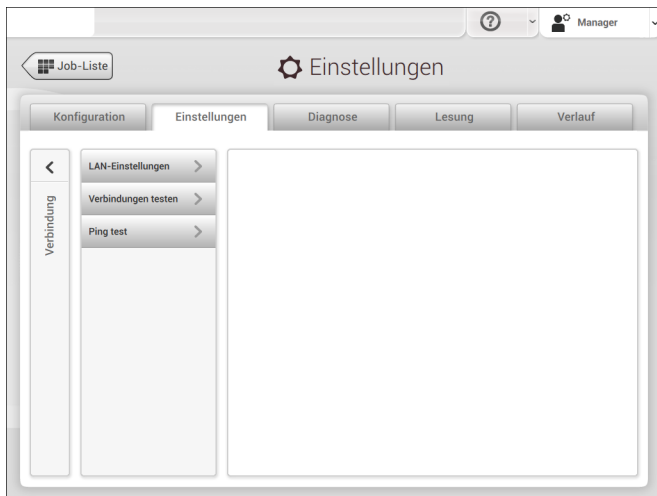 ?
Manager
Job-Liste
Einstellungen
Konfiguration
Einstellungen
Diagnose
Lesung
Verlauf
Verbindung
LAN-Einstellungen
Verbindungen testen
Ping test